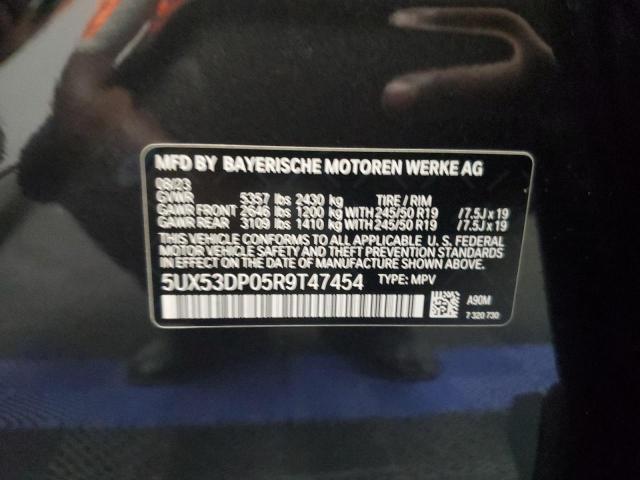 MFD BY BAYERISCHE MOTOREN WERKE AG
08/23
GVWR 5357 lbs 2430 kg TIRE / RIM
GAWR FRONT 2646 lbs 1200 kg WITH 245/50 R19 /7.5J x 19
GAWR REAR 3109 lbs 1410 kg WITH 245/50 R19 /7.5J x 19
THIS VEHICLE CONFORMS TO ALL APPLICABLE U. S. FEDERAL
MOTOR VEHICLE SAFETY AND THEFT PREVENTION STANDARDS
IN EFFECT ON THE DATE OF MANUFACTURE SHOWN ABOVE.
5UX53DP05R9T47454 TYPE: MPV
A90M
7 320 730